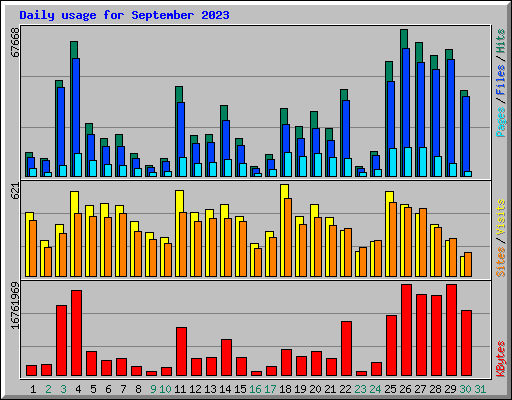 Daily usage for September 2023
67668
Pages / Files / Hits
621
Sites / Visits
16761969
KBytes
1 2 3 4 5 6 7 8 9 10 11 12 13 14 15 16 17 18 19 20 21 22 23 24 25 26 27 28 29 30 31